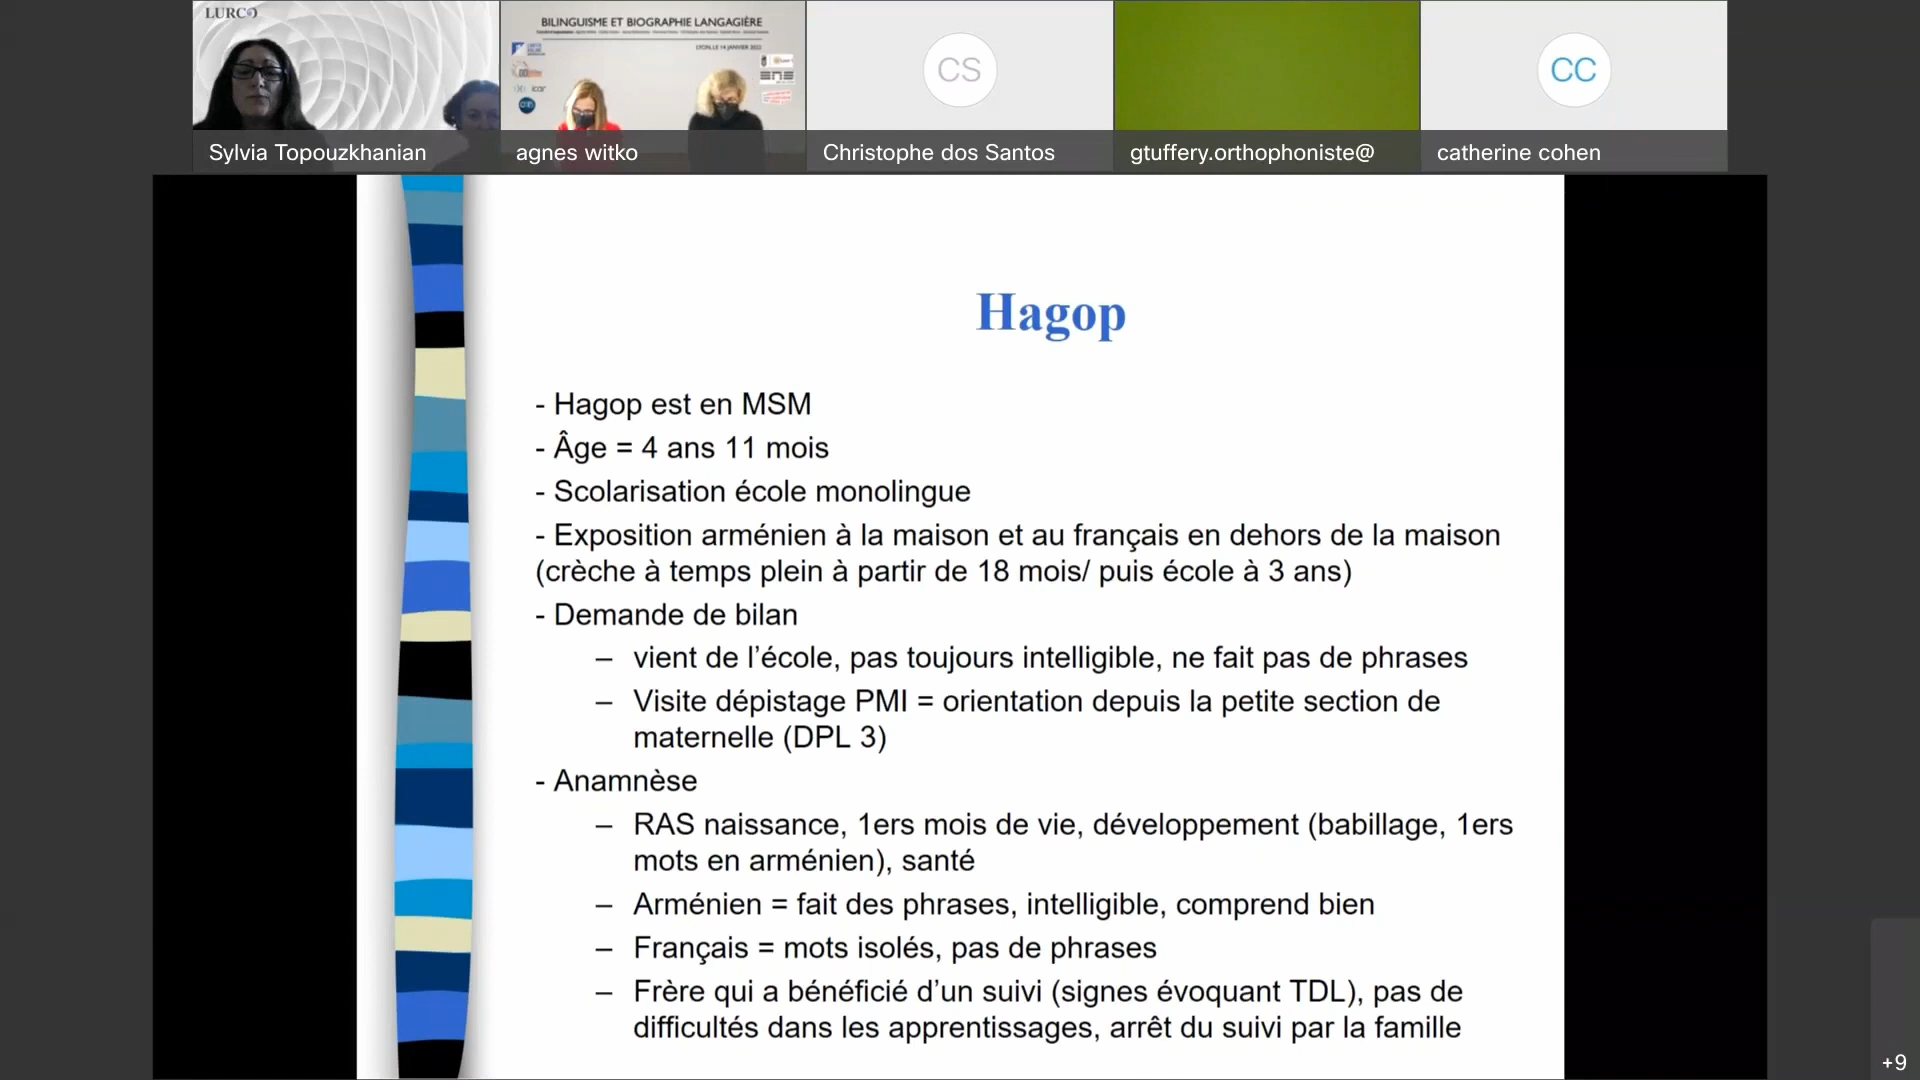 LURCO
BILINGUISME ET BIOGRAPHIE LANGAGIÈRE
LYON, LE 14 JANVIER 2022
icar
CS
CC
Sylvia Topouzkhanian
agnes witko
Christophe dos Santos
gtuffery.orthophoniste@
catherine cohen
Hagop
- Hagop est en MSM
- Âge = 4 ans 11 mois
- Scolarisation école monolingue
- Exposition arménien à la maison et au français en dehors de la maison
(crèche à temps plein à partir de 18 mois/ puis école à 3 ans)
- Demande de bilan
– vient de l’école, pas toujours intelligible, ne fait pas de phrases
– Visite dépistage PMI = orientation depuis la petite section de
maternelle (DPL 3)
- Anamnèse
– RAS naissance, 1ers mois de vie, développement (babillage, 1ers
mots en arménien), santé
– Arménien = fait des phrases, intelligible, comprend bien
– Français = mots isolés, pas de phrases
– Frère qui a bénéficié d’un suivi (signes évoquant TDL), pas de
difficultés dans les apprentissages, arrêt du suivi par la famille
+9